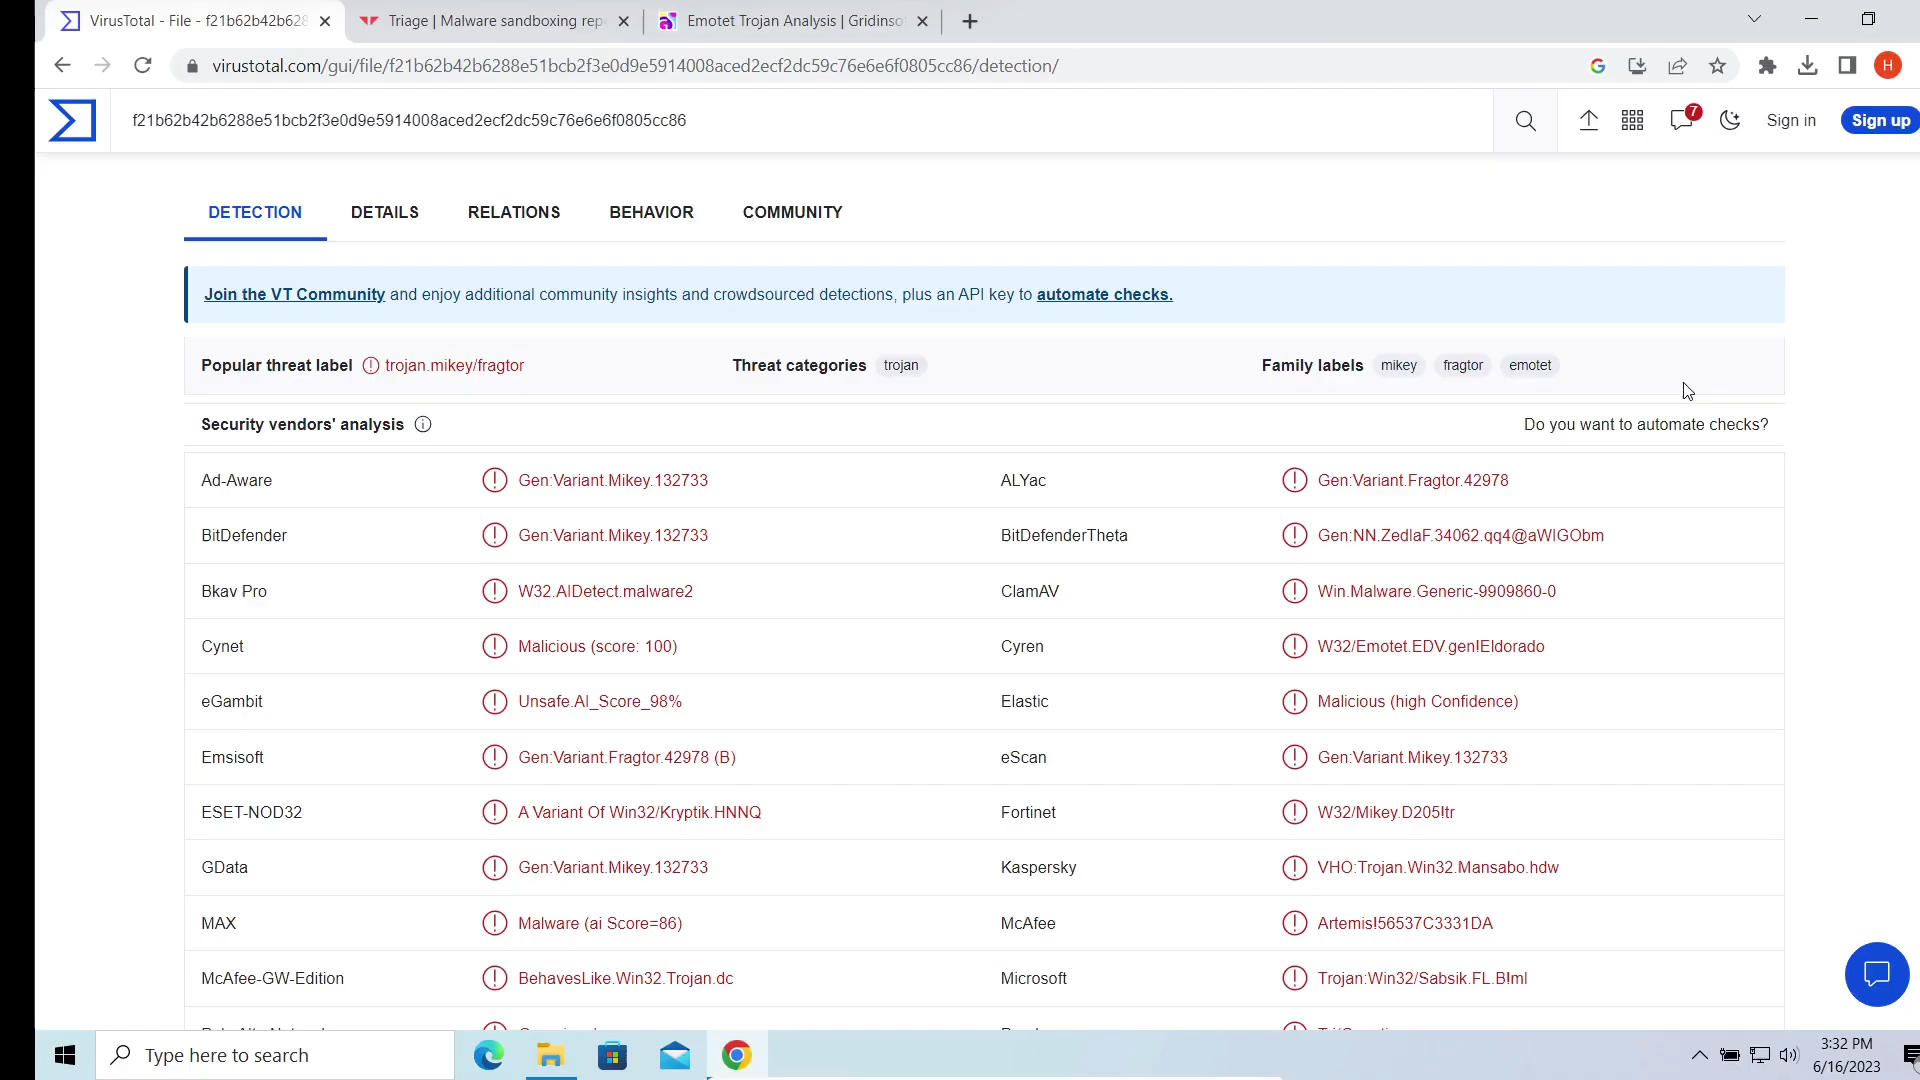 VirusTotal - File - f21b62b42b628
Triage | Malware sandboxing rep
Emotet Trojan Analysis | Gridinso
virustotal.com/gui/file/f21b62b42b6288e51bcb2f3e0d9e5914008aced2ecf2dc59c76e6e6f0805cc86/detection/
H
f21b62b42b6288e51bcb2f3e0d9e5914008aced2ecf2dc59c76e6e6f0805cc86
7
Sign in
Sign up
DETECTION DETAILS RELATIONS BEHAVIOR COMMUNITY
Join the VT Community and enjoy additional community insights and crowdsourced detections, plus an API key to automate checks.
Popular threat label trojan.mikey/fragtor Threat categories trojan Family labels mikey fragtor emotet
Security vendors' analysis Do you want to automate checks?
Ad-Aware Gen:Variant.Mikey.132733 ALYac Gen:Variant.Fragtor.42978
BitDefender Gen:Variant.Mikey.132733 BitDefenderTheta Gen:NN.ZedlaF.34062.qq4@aWIGObm
Bkav Pro W32.AIDetect.malware2 ClamAV Win.Malware.Generic-9909860-0
Cynet Malicious (score: 100) Cyren W32/Emotet.EDV.gen!Eldorado
eGambit Unsafe.AI_Score_98% Elastic Malicious (high Confidence)
Emsisoft Gen:Variant.Fragtor.42978 (B) eScan Gen:Variant.Mikey.132733
ESET-NOD32 A Variant Of Win32/Kryptik.HNNQ Fortinet W32/Mikey.D205!tr
GData Gen:Variant.Mikey.132733 Kaspersky VHO:Trojan.Win32.Mansabo.hdw
MAX Malware (ai Score=86) McAfee Artemis!56537C3331DA
McAfee-GW-Edition BehavesLike.Win32.Trojan.dc Microsoft Trojan:Win32/Sabsik.FL.B!ml
Type here to search
3:32 PM
6/16/2023